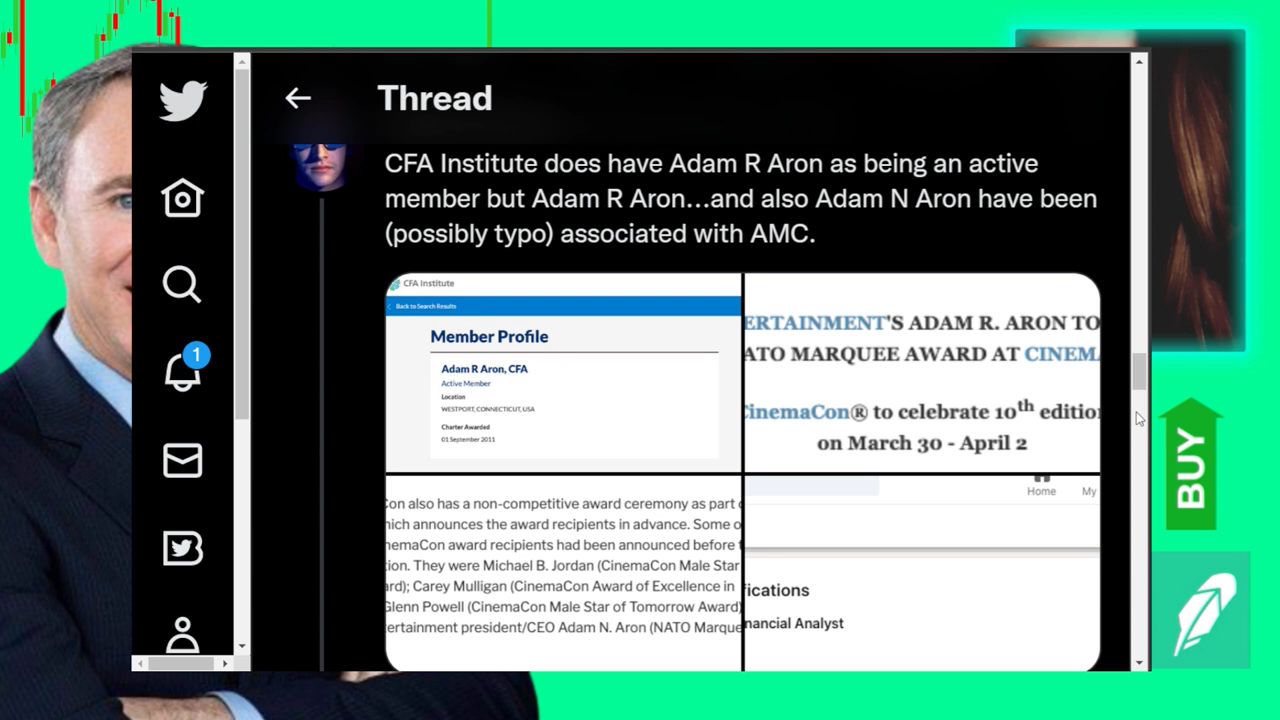 Thread
CFA Institute does have Adam R Aron as being an active
member but Adam R Aron...and also Adam N Aron have been
(possibly typo) associated with AMC.
CFA Institute
Back to Search Results
Member Profile
Adam R Aron, CFA
Active Member
Location
WESTPORT, CONNECTICUT, USA
Charter Awarded
01 September 2011
ERTAINMENT'S ADAM R. ARON TO
ATO MARQUEE AWARD AT CINEM
CinemaCon® to celebrate 10th edition
on March 30 - April 2
Con also has a non-competitive award ceremony as part
hich announces the award recipients in advance. Some o
nemaCon award recipients had been announced before t
tion. They were Michael B. Jordan (CinemaCon Male Star
ard); Carey Mulligan (CinemaCon Award of Excellence in
Glenn Powell (CinemaCon Male Star of Tomorrow Award)
tertainment president/CEO Adam N. Aron (NATO Marque
Home My
ifications
nancial Analyst
1
BUY